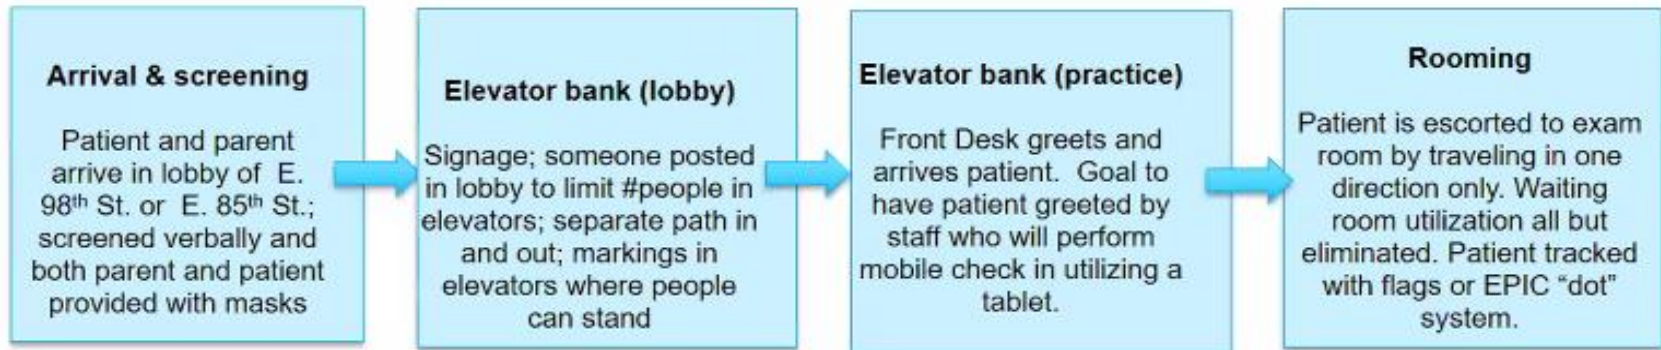 Arrival & screening
Patient and parent
arrive in lobby of E.
98th St. or E. 85th St.;
screened verbally and
both parent and patient
provided with masks
Elevator bank (lobby)
Signage; someone posted
in lobby to limit #people in
elevators; separate path in
and out; markings in
elevators where people
can stand
Elevator bank (practice)
Front Desk greets and
arrives patient. Goal to
have patient greeted by
staff who will perform
mobile check in utilizing a
tablet.
Rooming
Patient is escorted to exam
room by traveling in one
direction only. Waiting
room utilization all but
eliminated. Patient tracked
with flags or EPIC “dot”
system.